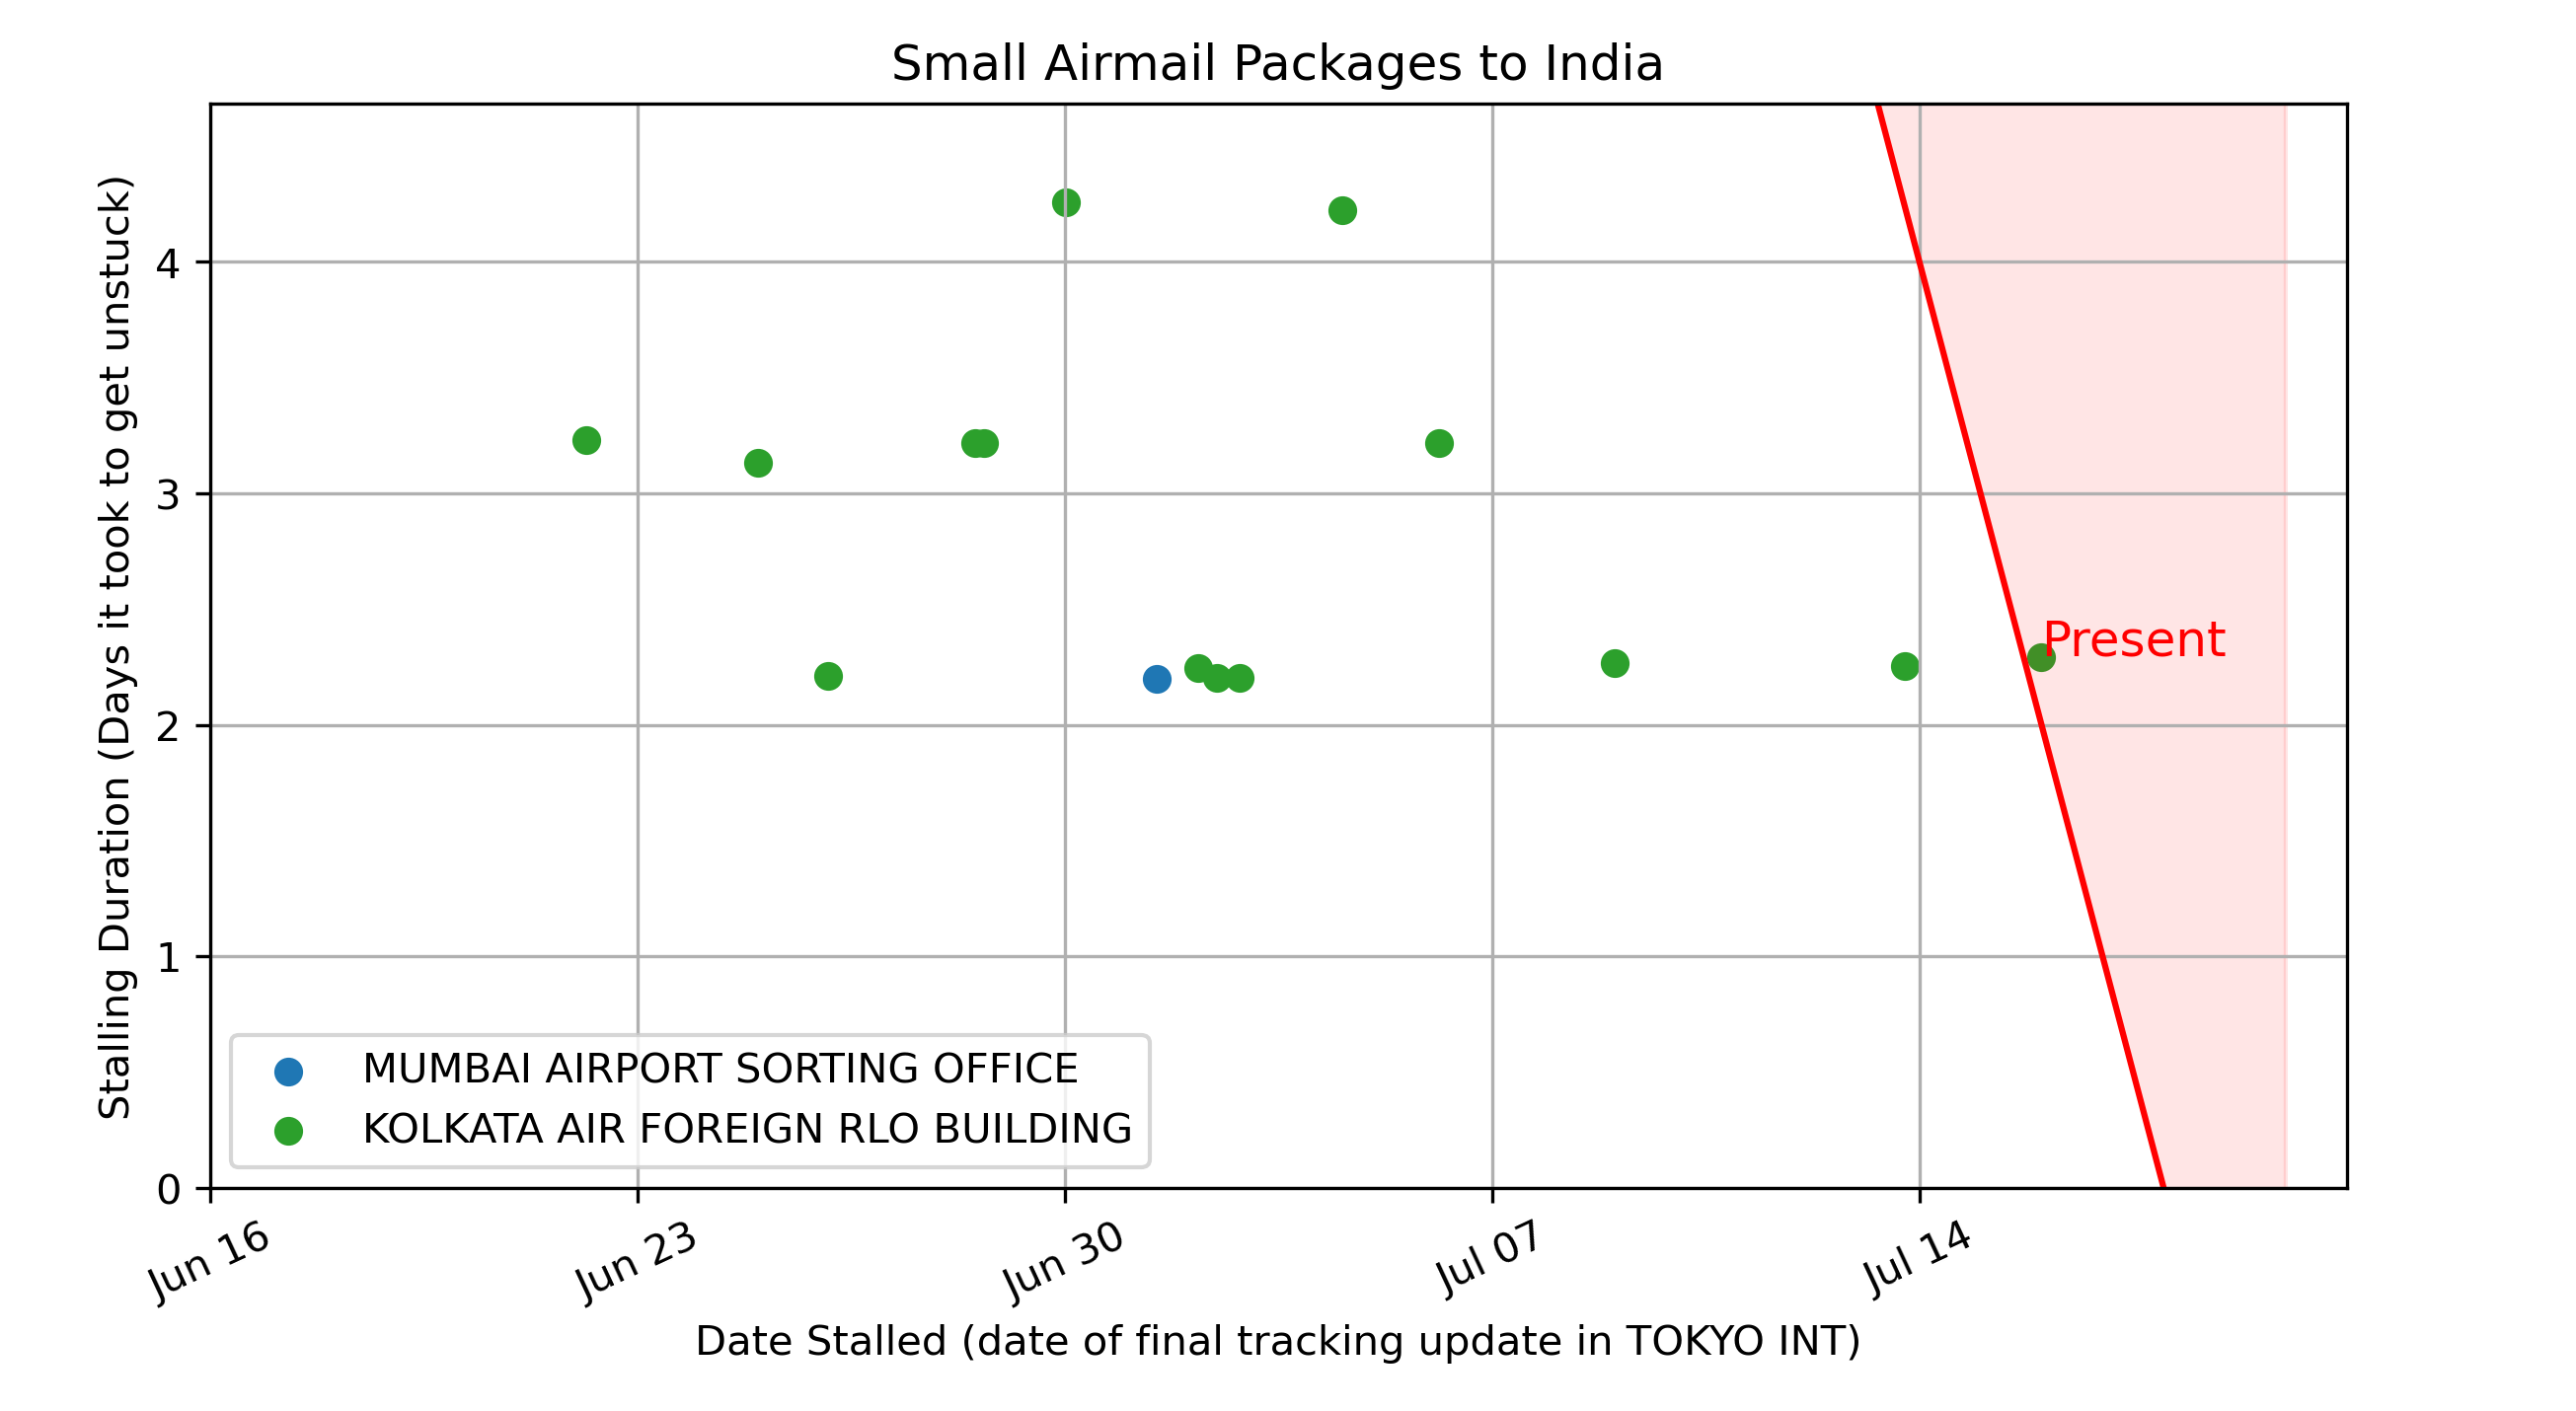 Small Airmail Packages to India
Stalling Duration (Days it took to get unstuck)
4
3
2
1
0
Present
MUMBAI AIRPORT SORTING OFFICE
KOLKATA AIR FOREIGN RLO BUILDING
Jun 16
Jun 23
Jun 30
Jul 07
Jul 14
Date Stalled (date of final tracking update in TOKYO INT)